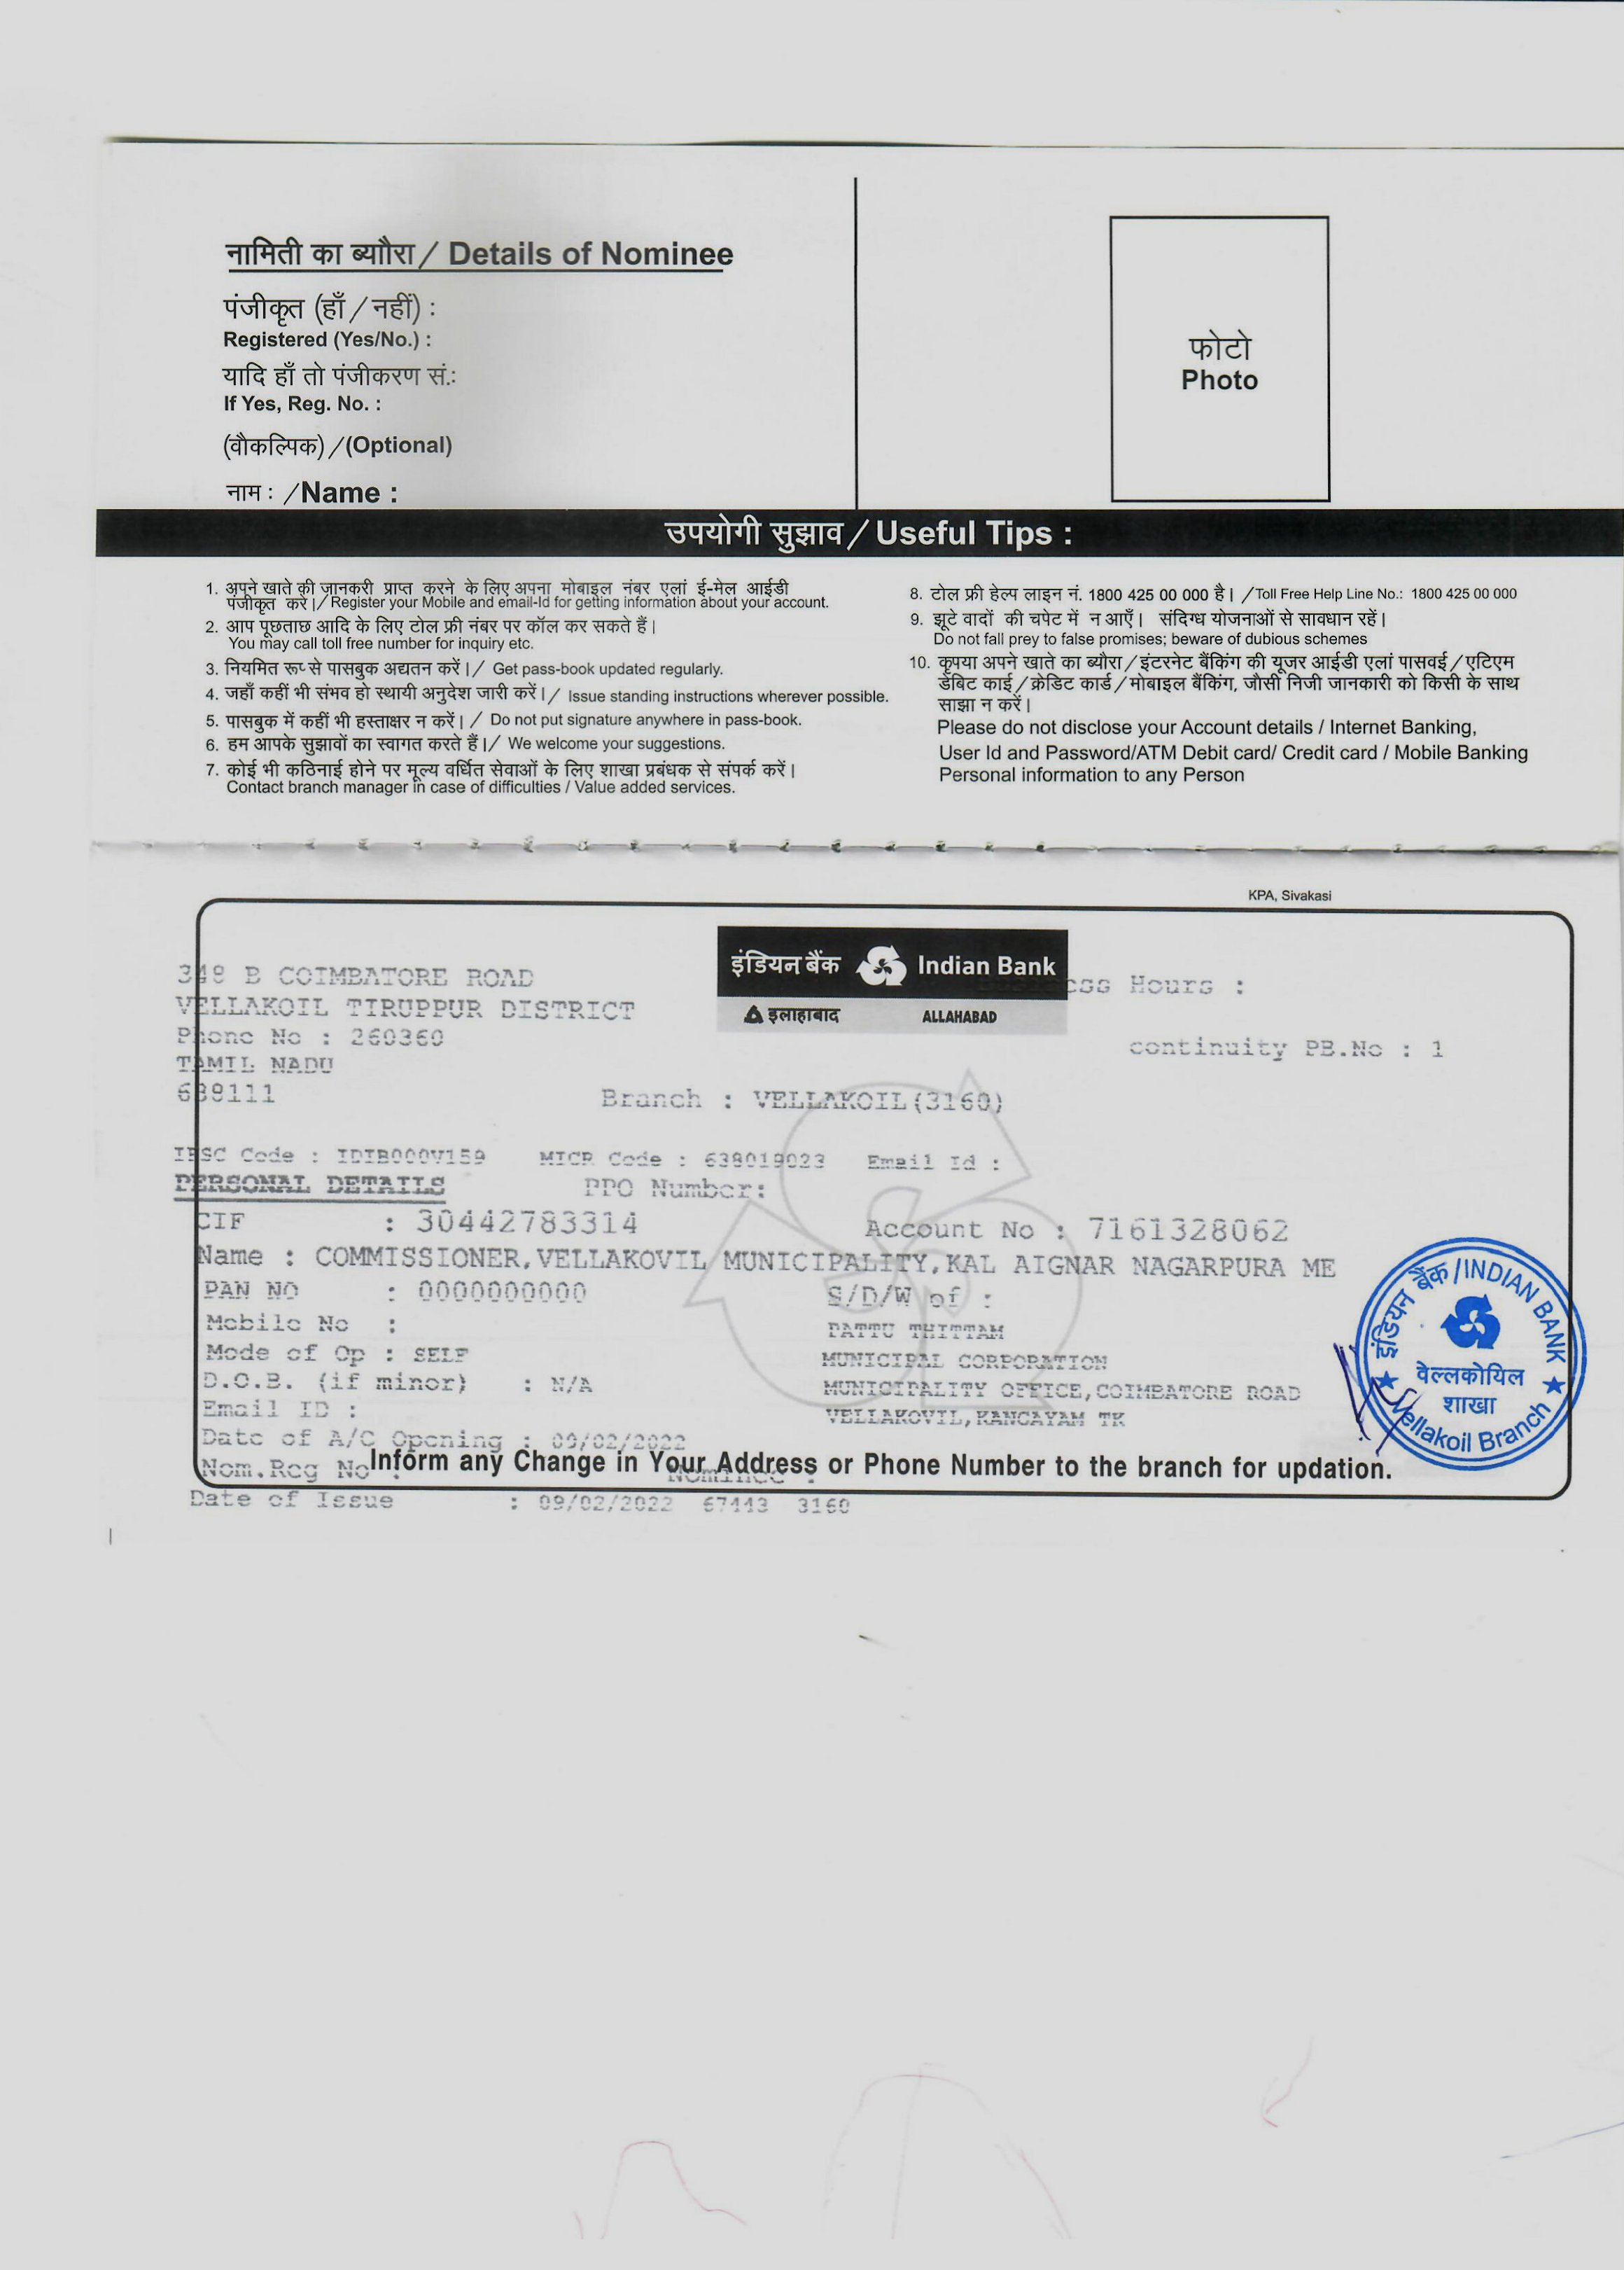 नामिती का ब्यौरा / Details of Nominee
पंजीकृत (हाँ / नहीं) :
Registered (Yes/No.) :
यादि हाँ तो पंजीकरण सं.:
If Yes, Reg. No. :
(वौकल्पिक) / (Optional)
नाम : / Name :
फोटो
Photo
उपयोगी सुझाव / Useful Tips :
1. अपने खाते की जानकरी प्राप्त करने के लिए अपना मोबाइल नंबर एलां ई-मेल आईडी
पंजीकृत करें। / Register your Mobile and email-Id for getting information about your account.
2. आप पूछताछ आदि के लिए टोल फ्री नंबर पर कॉल कर सकते हैं।
You may call toll free number for inquiry etc.
3. नियमित रूप से पासबुक अद्यतन करें। / Get pass-book updated regularly.
4. जहाँ कहीं भी संभव हो स्थायी अनुदेश जारी करें। / Issue standing instructions wherever possible.
5. पासबुक में कहीं भी हस्ताक्षर न करें। / Do not put signature anywhere in pass-book.
6. हम आपके सुझावों का स्वागत करते हैं। / We welcome your suggestions.
7. कोई भी कठिनाई होने पर मूल्य वर्धित सेवाओं के लिए शाखा प्रबंधक से संपर्क करें।
Contact branch manager in case of difficulties / Value added services.
8. टोल फ्री हेल्प लाइन नं. 1800 425 00 000 है। / Toll Free Help Line No.: 1800 425 00 000
9. झूटे वादों की चपेट में न आएँ। संदिग्ध योजनाओं से सावधान रहें।
Do not fall prey to false promises; beware of dubious schemes
10. कृपया अपने खाते का ब्यौरा / इंटरनेट बैंकिंग की यूजर आईडी एलां पासवई / एटिएम
डेबिट काई / क्रेडिट कार्ड / मोबाइल बैंकिंग, जौसी निजी जानकारी को किसी के साथ
साझा न करें।
Please do not disclose your Account details / Internet Banking,
User Id and Password/ATM Debit card/ Credit card / Mobile Banking
Personal information to any Person
KPA, Sivakasi
इंडियन बैंक Indian Bank
इलाहाबाद ALLAHABAD
348 B COIMBATORE ROAD
Business Hours :
VELLAKOIL TIRUPPUR DISTRICT
Phone No : 260360
continuity PB.No : 1
TAMIL NADU
Branch : VELLAKOIL(3160)
IFSC Code : IDIB000V159 MICR Code : 638019023 Email Id :
PERSONAL DETAILS PPO Number:
CIF : 30442783314 Account No : 7161328062
Name : COMMISSIONER,VELLAKOVIL MUNICIPALITY,KAL AIGNAR NAGARPURA ME
PAN NO : 0000000000 S/D/W of :
Mobile No : PATTU THITTAM
Mode of Op : SELF MUNICIPAL CORPORATION
D.O.B. (if minor) : N/A MUNICIPALITY OFFICE,COIMBATORE ROAD
Email ID : VELLAKOVIL,KANGAYAM TK
Date of A/C Opening : 09/02/2022
Nom.Reg No : Nominee :
Inform any Change in Your Address or Phone Number to the branch for updation.
Date of Issue : 09/02/2022 67443 3160
इंडियन बैंक / INDIAN BANK
वेल्लकोयिल
शाखा
Vellakoil Branch